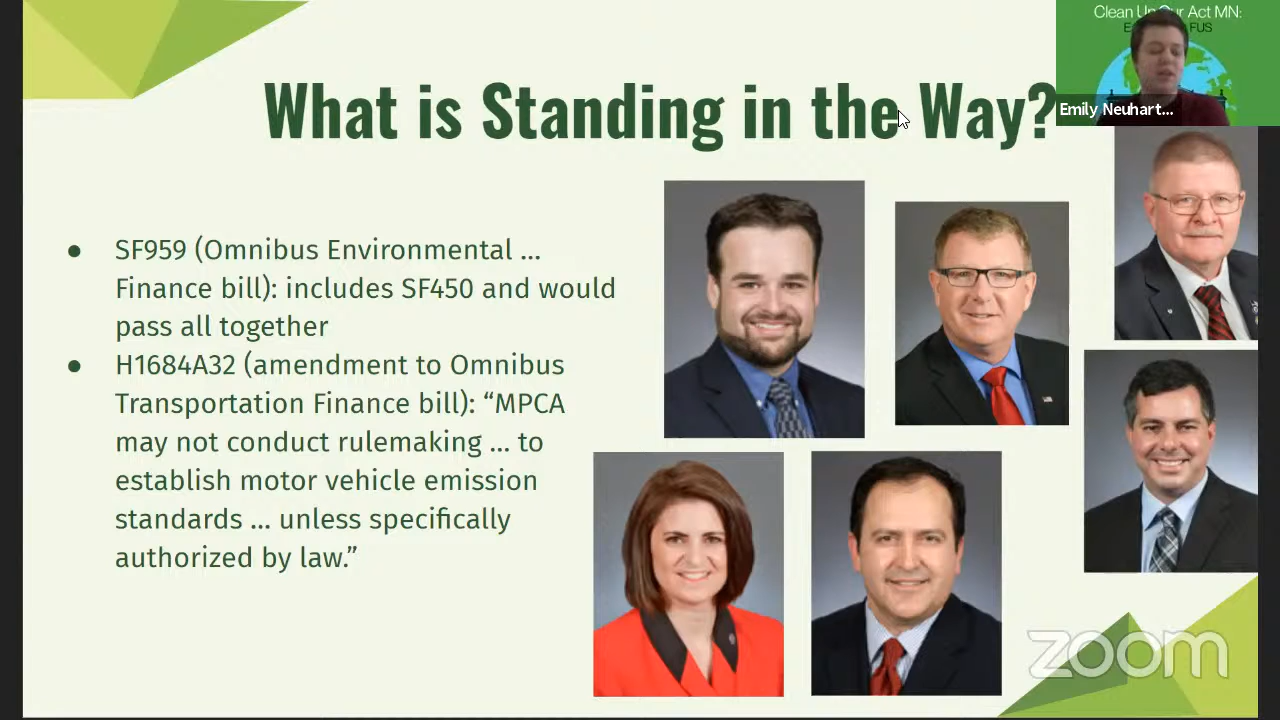 Clean Up Our Act MN:
FUS
Emily Neuhart...
What is Standing in the Way?
● SF959 (Omnibus Environmental ...
Finance bill): includes SF450 and would
pass all together
● H1684A32 (amendment to Omnibus
Transportation Finance bill): “MPCA
may not conduct rulemaking ... to
establish motor vehicle emission
standards ... unless specifically
authorized by law.”
zoom